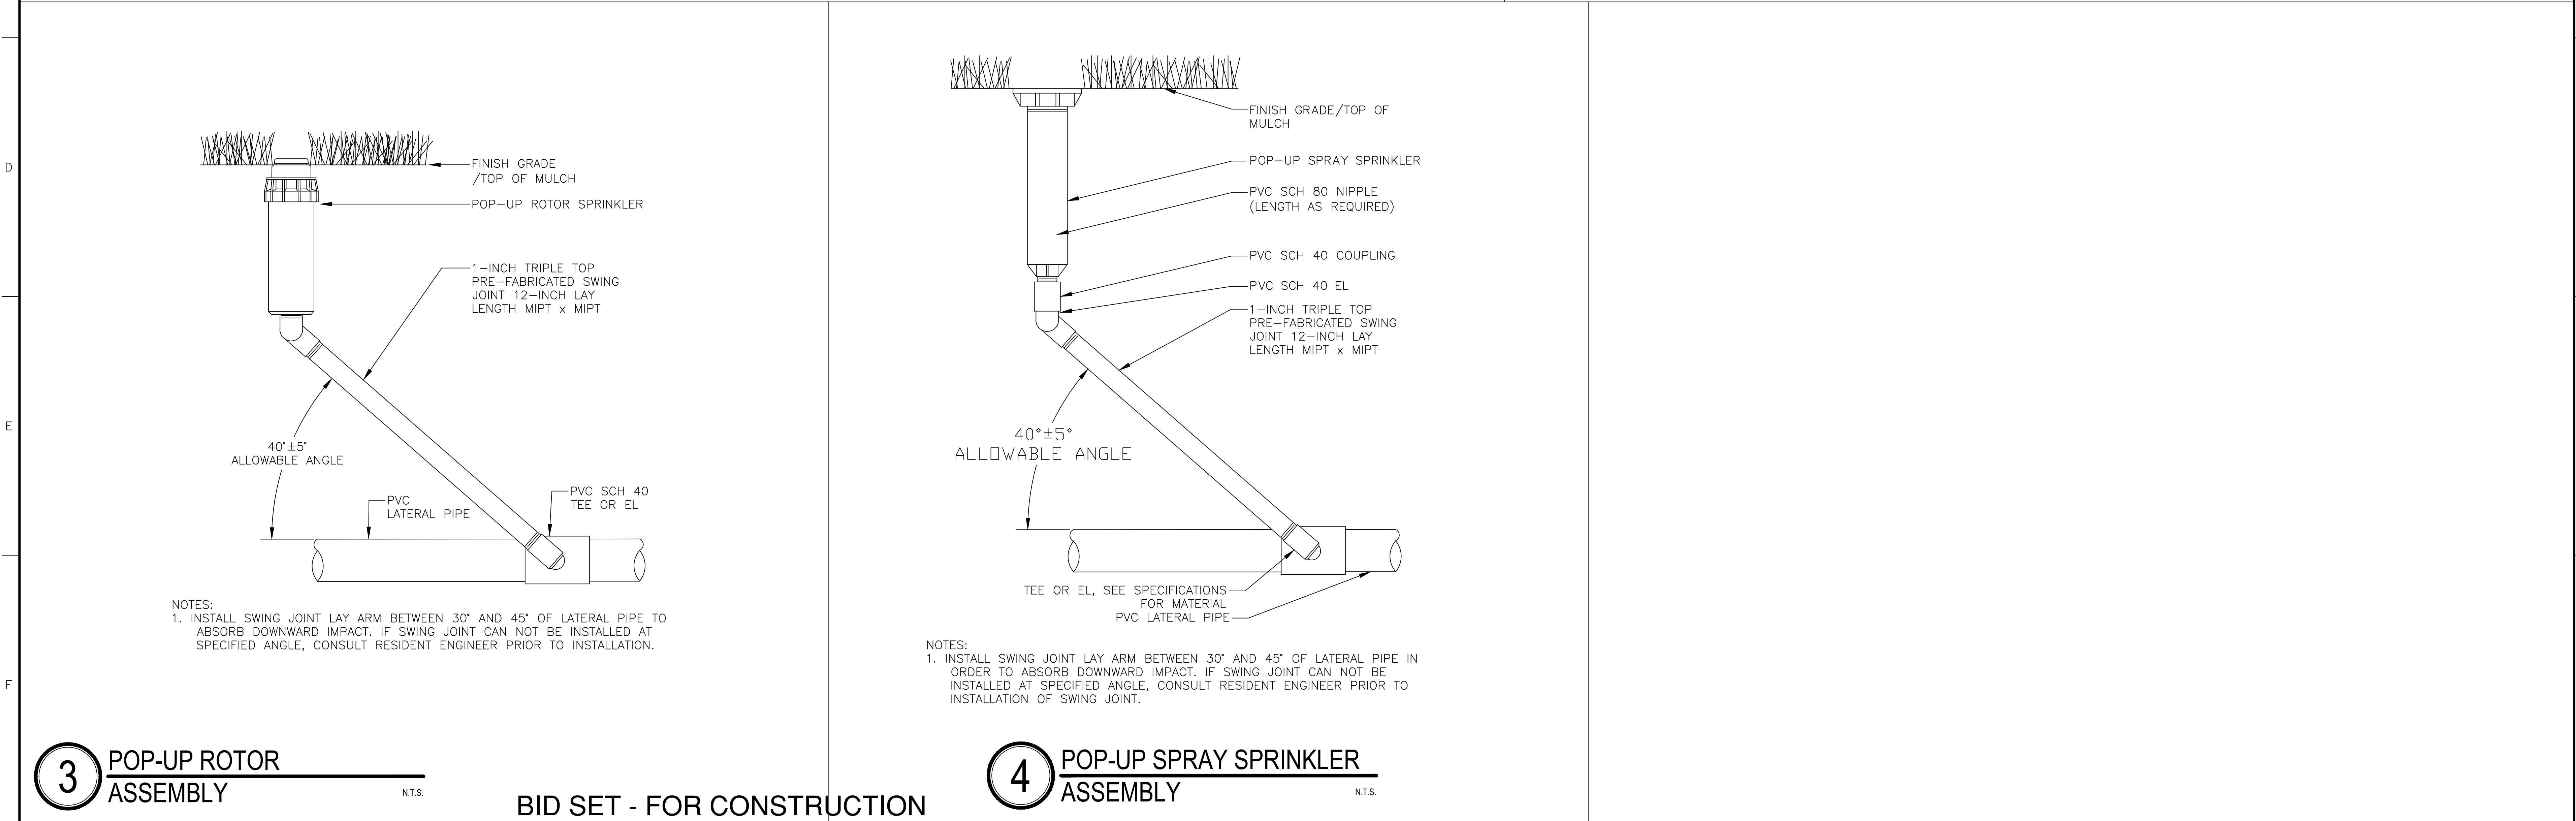 D
E
F
FINISH GRADE
/TOP OF MULCH
POP-UP ROTOR SPRINKLER
1-INCH TRIPLE TOP
PRE-FABRICATED SWING
JOINT 12-INCH LAY
LENGTH MIPT x MIPT
40°±5°
ALLOWABLE ANGLE
PVC
LATERAL PIPE
PVC SCH 40
TEE OR EL
NOTES:
1. INSTALL SWING JOINT LAY ARM BETWEEN 30° AND 45° OF LATERAL PIPE TO
ABSORB DOWNWARD IMPACT. IF SWING JOINT CAN NOT BE INSTALLED AT
SPECIFIED ANGLE, CONSULT RESIDENT ENGINEER PRIOR TO INSTALLATION.
3
POP-UP ROTOR
ASSEMBLY
N.T.S.
FINISH GRADE/TOP OF
MULCH
POP-UP SPRAY SPRINKLER
PVC SCH 80 NIPPLE
(LENGTH AS REQUIRED)
PVC SCH 40 COUPLING
PVC SCH 40 EL
1-INCH TRIPLE TOP
PRE-FABRICATED SWING
JOINT 12-INCH LAY
LENGTH MIPT x MIPT
40°±5°
ALLOWABLE ANGLE
TEE OR EL, SEE SPECIFICATIONS
FOR MATERIAL
PVC LATERAL PIPE
NOTES:
1. INSTALL SWING JOINT LAY ARM BETWEEN 30° AND 45° OF LATERAL PIPE IN
ORDER TO ABSORB DOWNWARD IMPACT. IF SWING JOINT CAN NOT BE
INSTALLED AT SPECIFIED ANGLE, CONSULT RESIDENT ENGINEER PRIOR TO
INSTALLATION OF SWING JOINT.
4
POP-UP SPRAY SPRINKLER
ASSEMBLY
N.T.S.
BID SET - FOR CONSTRUCTION